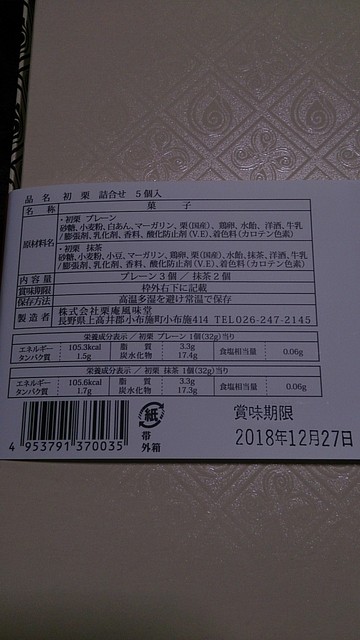 品 名 初 栗 詰合せ 5個入
名 称 菓 子
原材料名
・初栗 プレーン
砂糖、小麦粉、白あん、マーガリン、栗(国産)、鶏卵、水飴、洋酒、牛乳
/膨張剤、乳化剤、香料、酸化防止剤(V.E)、着色料(カロテン色素)
・初栗 抹茶
砂糖、小麦粉、小豆、マーガリン、鶏卵、栗(国産)、水飴、抹茶、洋酒、牛乳
/膨張剤、乳化剤、香料、酸化防止剤(V.E)、着色料(カロテン色素)
内 容 量 プレーン3個 / 抹茶2個
賞味期限 枠外右下に記載
保存方法 高温多湿を避け常温で保存
製 造 者 株式会社栗庵風味堂
長野県上高井郡小布施町小布施414 TEL026-247-2145
栄養成分表示 / 初栗 プレーン 1個(32g)当り
エネルギー 105.3kcal 脂 質 3.3g 食塩相当量 0.06g
タンパク質 1.5g 炭水化物 17.4g
栄養成分表示 / 初栗 抹茶 1個(32g)当り
エネルギー 105.6kcal 脂 質 3.3g 食塩相当量 0.06g
タンパク質 1.7g 炭水化物 17.3g
4 953791 370035
紙
帯
外箱
賞味期限
2018年12月27日